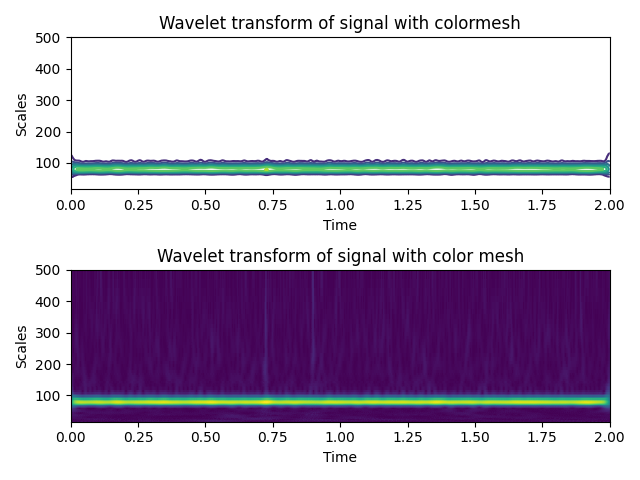 Wavelet transform of signal with colormesh
500
400
300
200
100
Scales
0.00 0.25 0.50 0.75 1.00 1.25 1.50 1.75 2.00
Time
Wavelet transform of signal with color mesh
500
400
300
200
100
Scales
0.00 0.25 0.50 0.75 1.00 1.25 1.50 1.75 2.00
Time